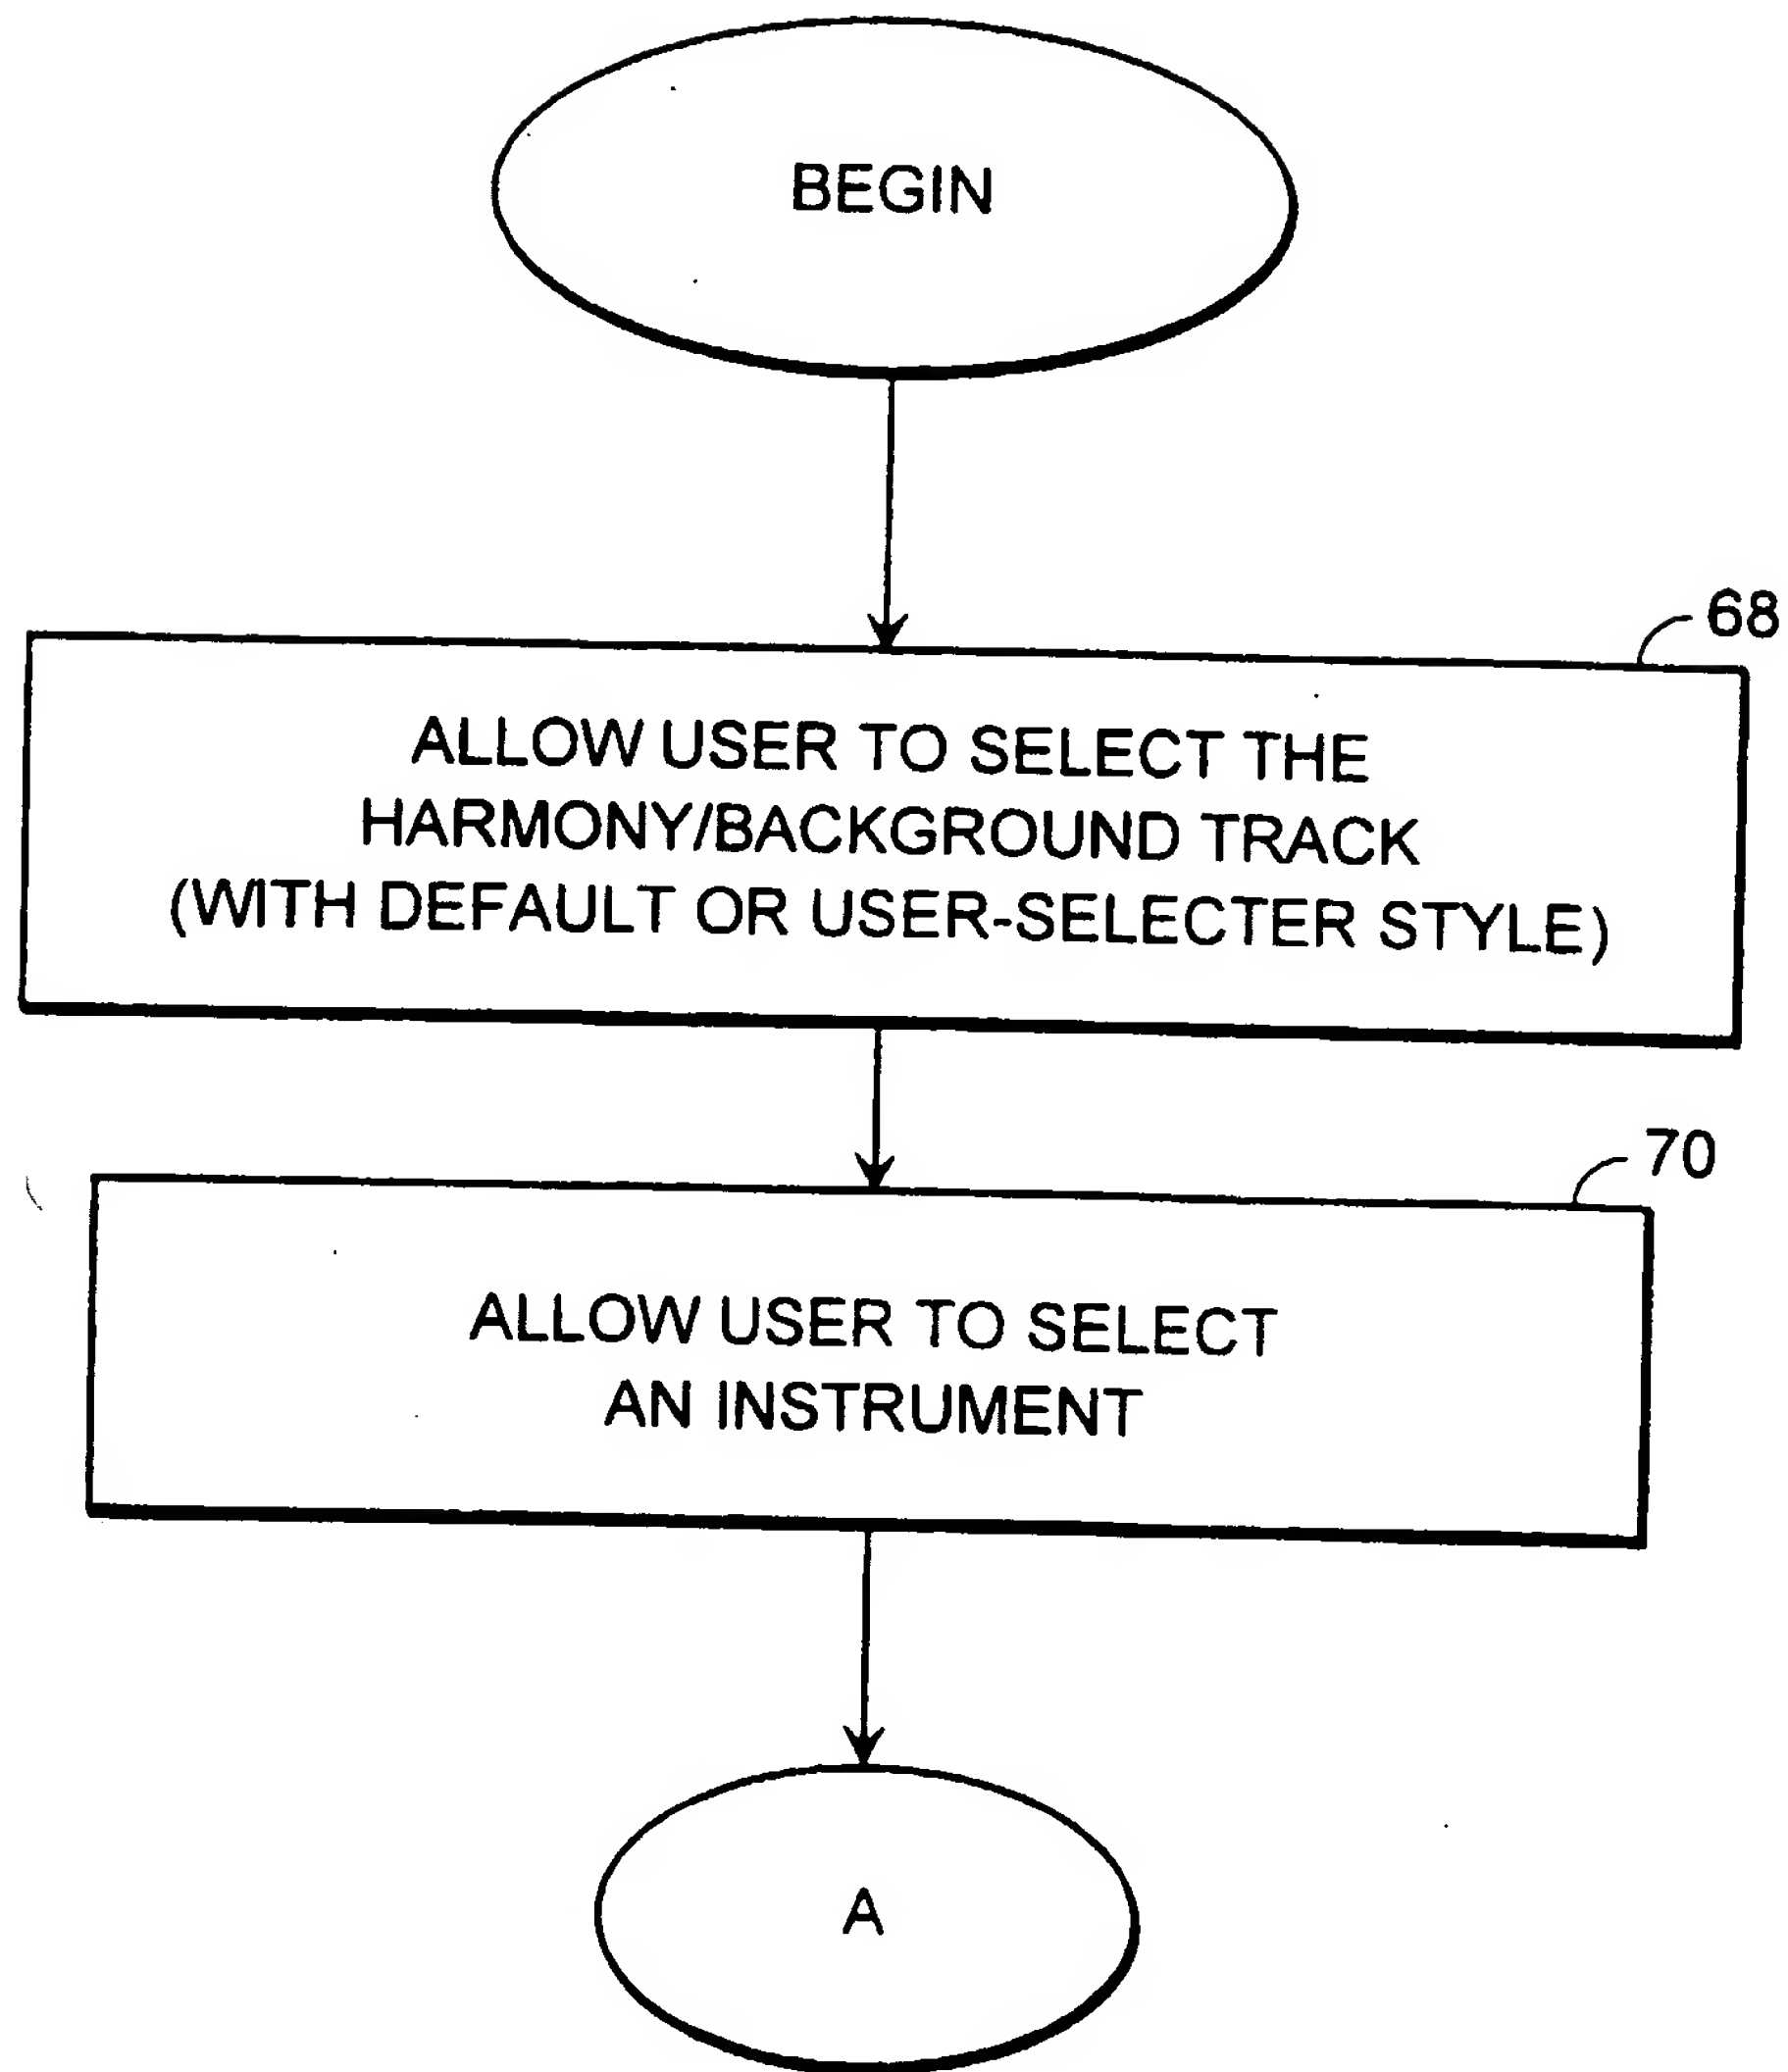 BEGIN
68
ALLOW USER TO SELECT THE
HARMONY/BACKGROUND TRACK
(WITH DEFAULT OR USER-SELECTER STYLE)
70
ALLOW USER TO SELECT
AN INSTRUMENT
A